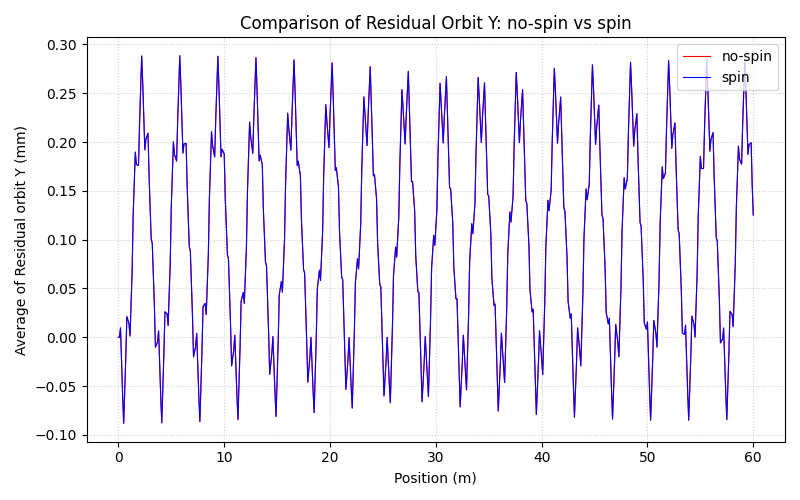 Comparison of Residual Orbit Y: no-spin vs spin
no-spin
spin
Average of Residual orbit Y (mm)
0.30
0.25
0.20
0.15
0.10
0.05
0.00
−0.05
−0.10
0 10 20 30 40 50 60
Position (m)